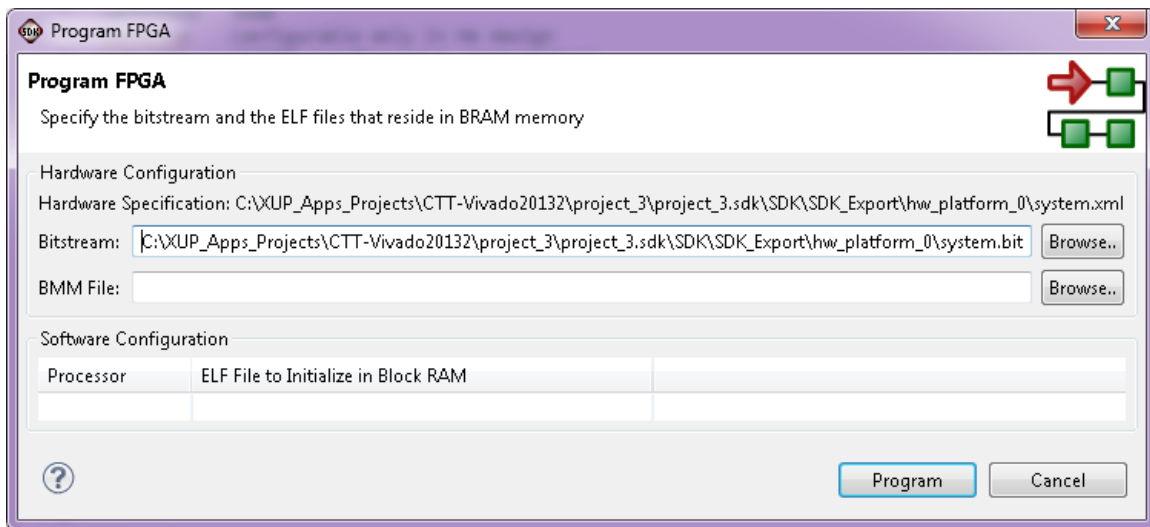 SDK Program FPGA
Program FPGA
Specify the bitstream and the ELF files that reside in BRAM memory
Hardware Configuration
Hardware Specification: C:\XUP_Apps_Projects\CTT-Vivado20132\project_3\project_3.sdk\SDK\SDK_Export\hw_platform_0\system.xml
Bitstream: C:\XUP_Apps_Projects\CTT-Vivado20132\project_3\project_3.sdk\SDK\SDK_Export\hw_platform_0\system.bit Browse..
BMM File: Browse..
Software Configuration
Processor ELF File to Initialize in Block RAM
? Program Cancel